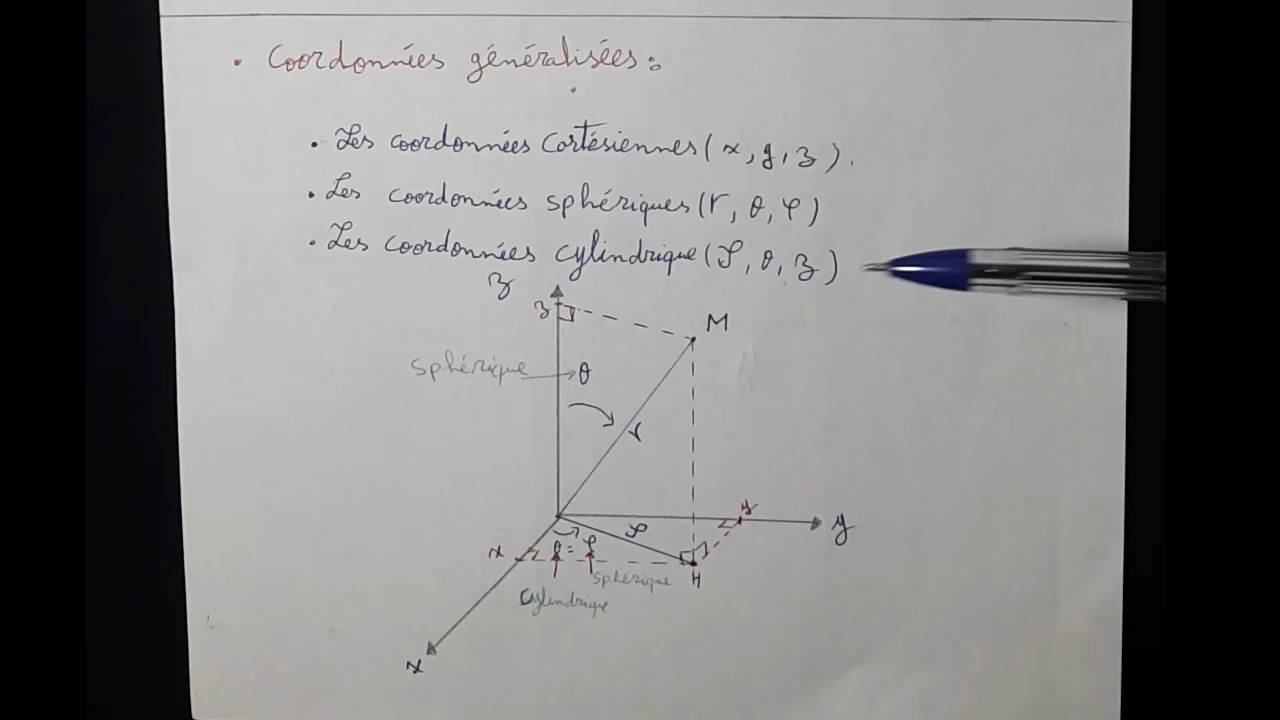 • Coordonnées généralisées :
• Les coordonnées Cartésiennes (x, y, z).
• Les coordonnées sphériques (r, θ, φ)
• Les coordonnées cylindrique (ρ, θ, z)
z
z
M
sphérique → θ
r
y
ρ
y
x
θ = φ
sphérique
H
cylindrique
x